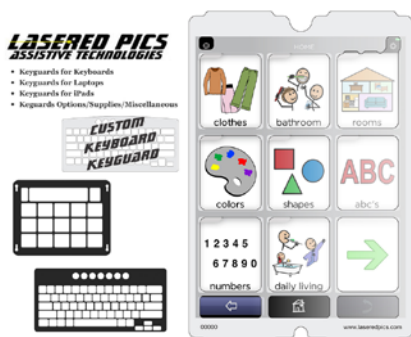 LASERED PICS
ASSISTIVE TECHNOLOGIES
• Keyguards for Keyboards
• Keyguards for Laptops
• Keyguards for iPads
• Keguards Options/Supplies/Miscellaneous
CUSTOM
KEYBOARD
KEYGUARD
HOME
clothes
bathroom
rooms
colors
shapes
ABC
abc's
1 2 3 4 5
6 7 8 9 0
numbers
daily living
00000
www.laseredpics.com